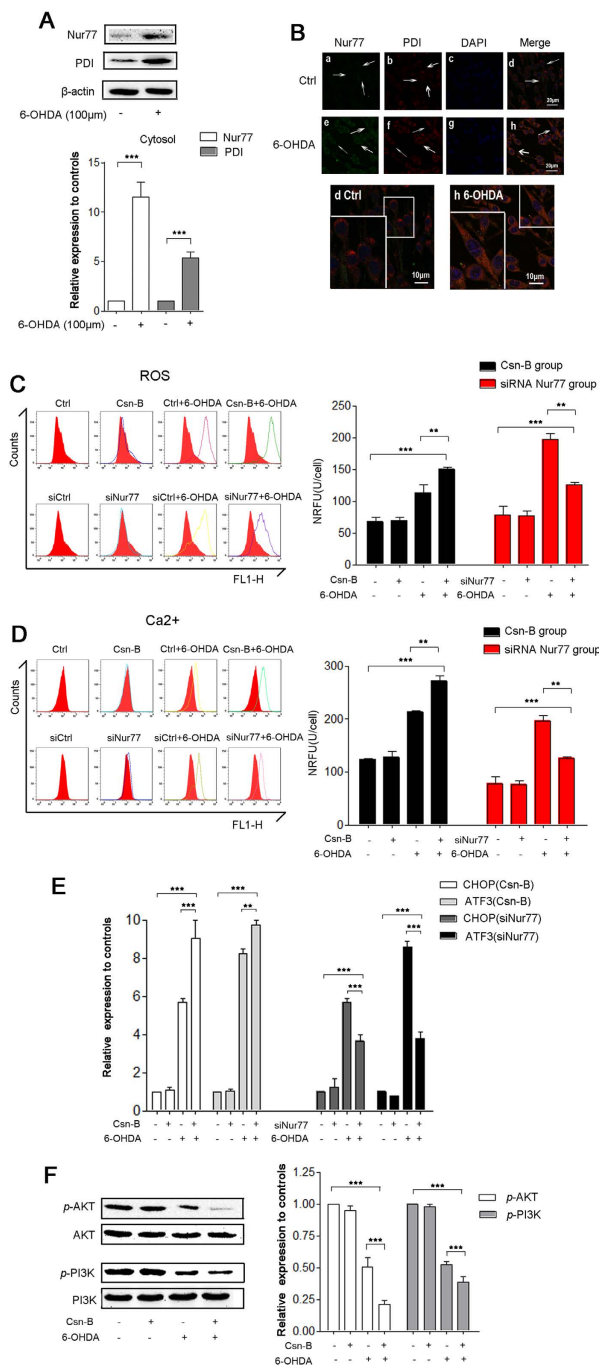 A
Nur77
PDI
β-actin
6-OHDA (100μm) - +
Cytosol
Nur77
PDI
Relative expression to controls
15
10
5
0
***
***
- + - +
6-OHDA (100μm)
B
Nur77 PDI DAPI Merge
Ctrl
a b c d
20μm
6-OHDA
e f g h
20μm
d Ctrl
10μm
h 6-OHDA
10μm
C
ROS
Ctrl Csn-B Ctrl+6-OHDA Csn-B+6-OHDA
Counts
siCtrl siNur77 siCtrl+6-OHDA siNur77+6-OHDA
FL1-H
Csn-B group
siRNA Nur77 group
NRFU(U/cell)
200
150
100
50
0
*** ** *** **
Csn-B - + - + siNur77 - + - +
6-OHDA - - + + 6-OHDA - - + +
D
Ca2+
Ctrl Csn-B Ctrl+6-OHDA Csn-B+6-OHDA
Counts
siCtrl siNur77 siCtrl+6-OHDA siNur77+6-OHDA
FL1-H
Csn-B group
siRNA Nur77 group
NRFU(U/cell)
300
200
100
0
*** ** *** **
Csn-B - + - + siNur77 - + - +
6-OHDA - - + + 6-OHDA - - + +
E
CHOP(Csn-B)
ATF3(Csn-B)
CHOP(siNur77)
ATF3(siNur77)
Relative expression to controls
10
8
6
4
2
0
*** *** *** ** *** *** *** ***
Csn-B - + - + - + - + siNur77 - + - + - + - +
6-OHDA - - + + - - + + 6-OHDA - - + + - - + +
F
p-AKT
AKT
p-PI3K
PI3K
Csn-B - + - +
6-OHDA - - + +
p-AKT
p-PI3K
Relative expression to controls
1.00
0.75
0.50
0.25
0.00
*** *** *** ***
Csn-B - + - + - + - +
6-OHDA - - + + - - + +